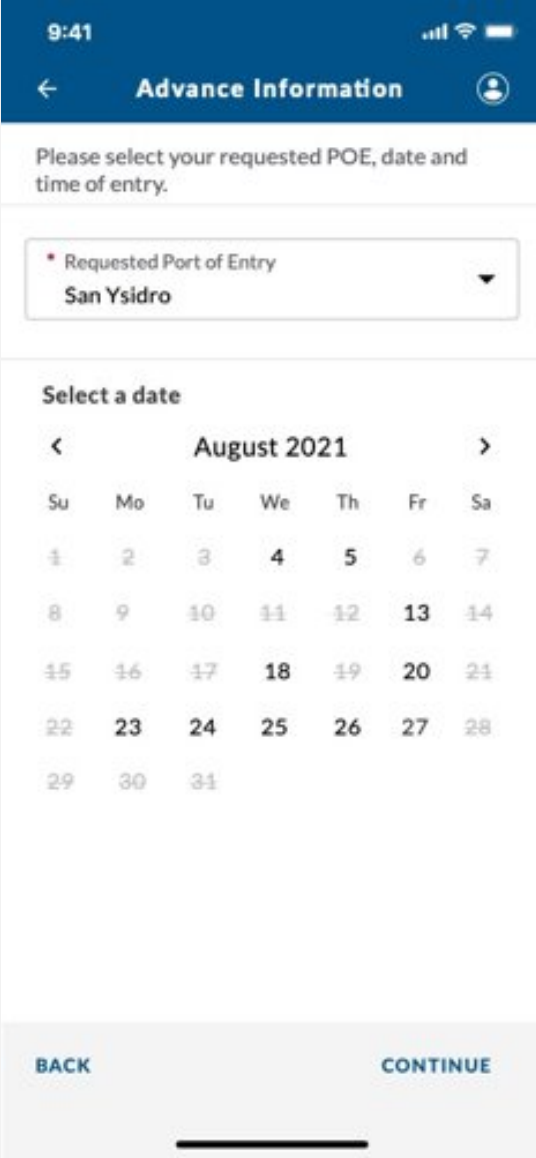 9:41
Advance Information
Please select your requested POE, date and
time of entry.
* Requested Port of Entry
San Ysidro
Select a date
< August 2021 >
Su Mo Tu We Th Fr Sa
1 2 3 4 5 6 7
8 9 10 11 12 13 14
15 16 17 18 19 20 21
22 23 24 25 26 27 28
29 30 31
BACK CONTINUE